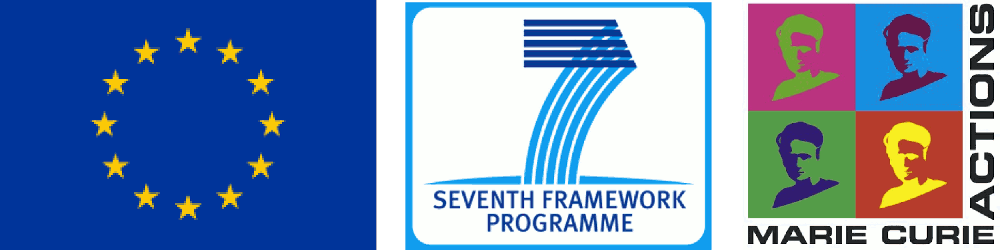 SEVENTH FRAMEWORK
PROGRAMME
MARIE CURIE
ACTIONS